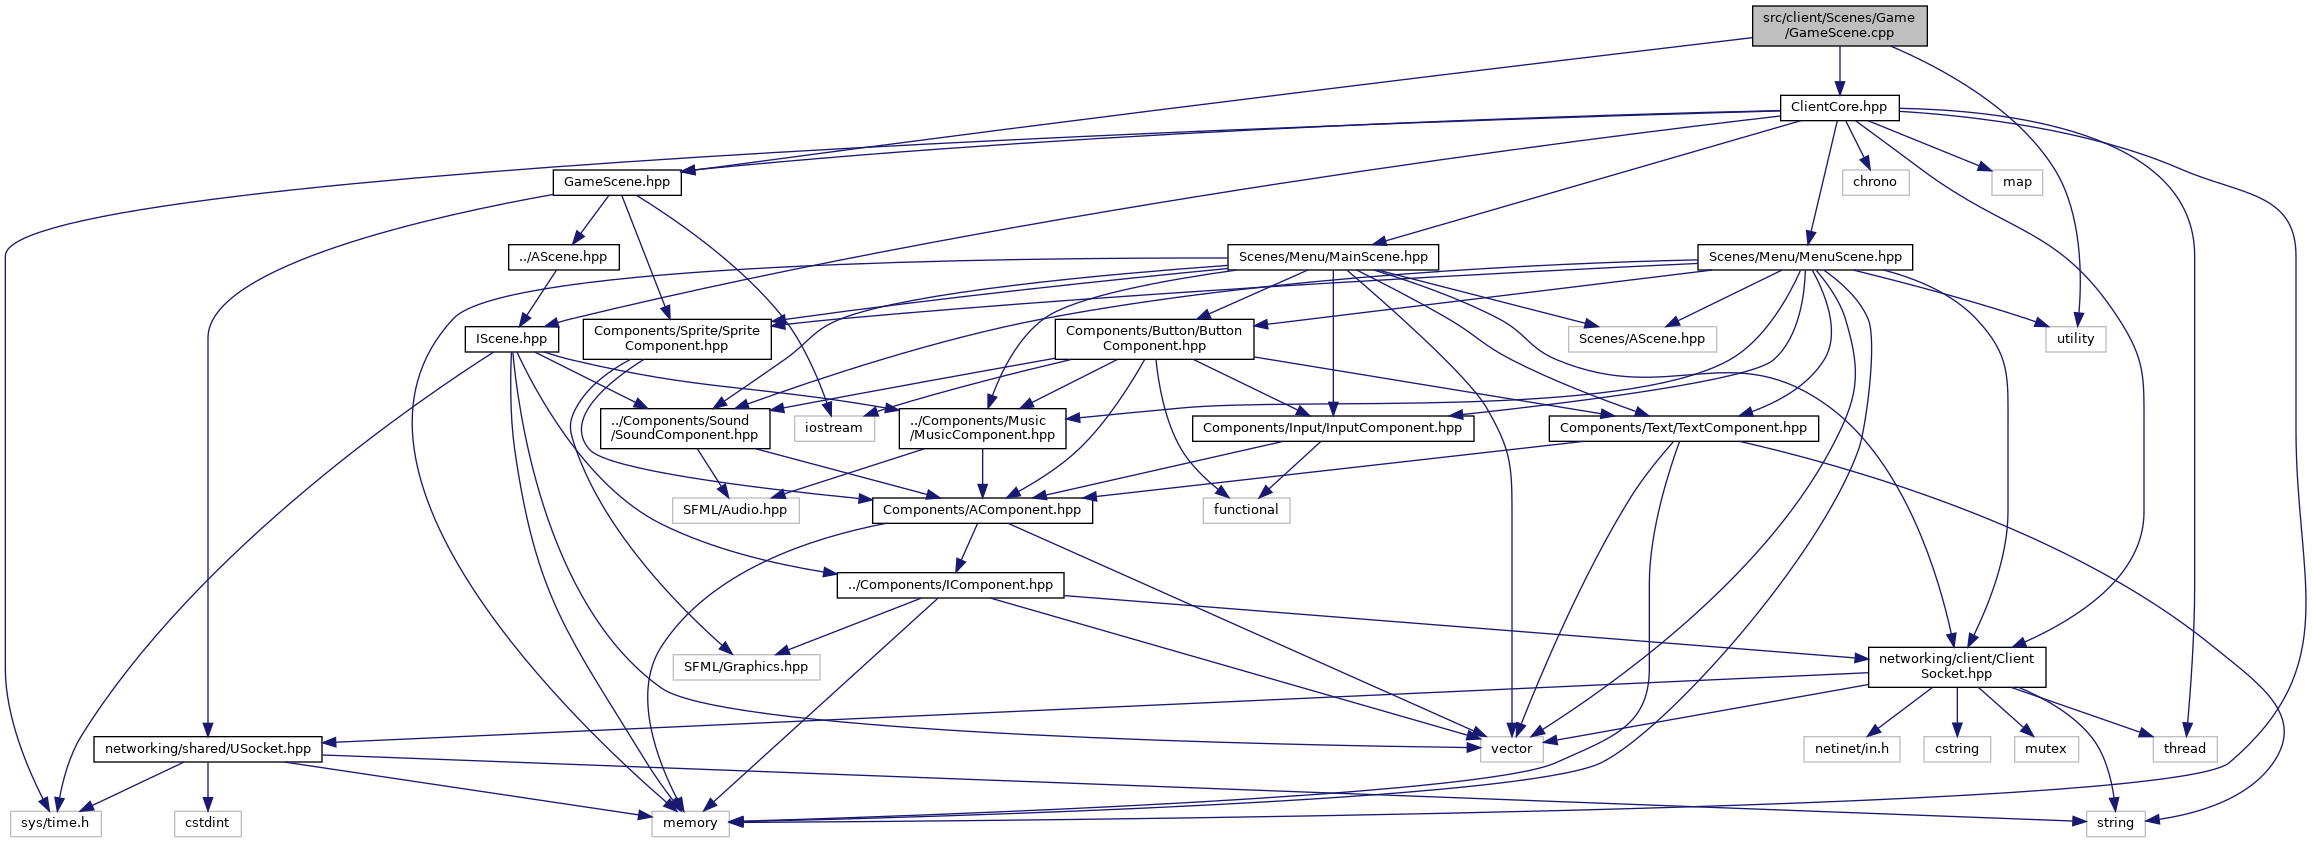 src/client/Scenes/Game
/GameScene.cpp
ClientCore.hpp
GameScene.hpp
chrono
map
../AScene.hpp
Scenes/Menu/MainScene.hpp
Scenes/Menu/MenuScene.hpp
IScene.hpp
Components/Sprite/Sprite
Component.hpp
Components/Button/Button
Component.hpp
Scenes/AScene.hpp
utility
../Components/Sound
/SoundComponent.hpp
iostream
../Components/Music
/MusicComponent.hpp
Components/Input/InputComponent.hpp
Components/Text/TextComponent.hpp
SFML/Audio.hpp
Components/AComponent.hpp
functional
../Components/IComponent.hpp
SFML/Graphics.hpp
networking/client/Client
Socket.hpp
networking/shared/USocket.hpp
vector
netinet/in.h
cstring
mutex
thread
sys/time.h
cstdint
memory
string